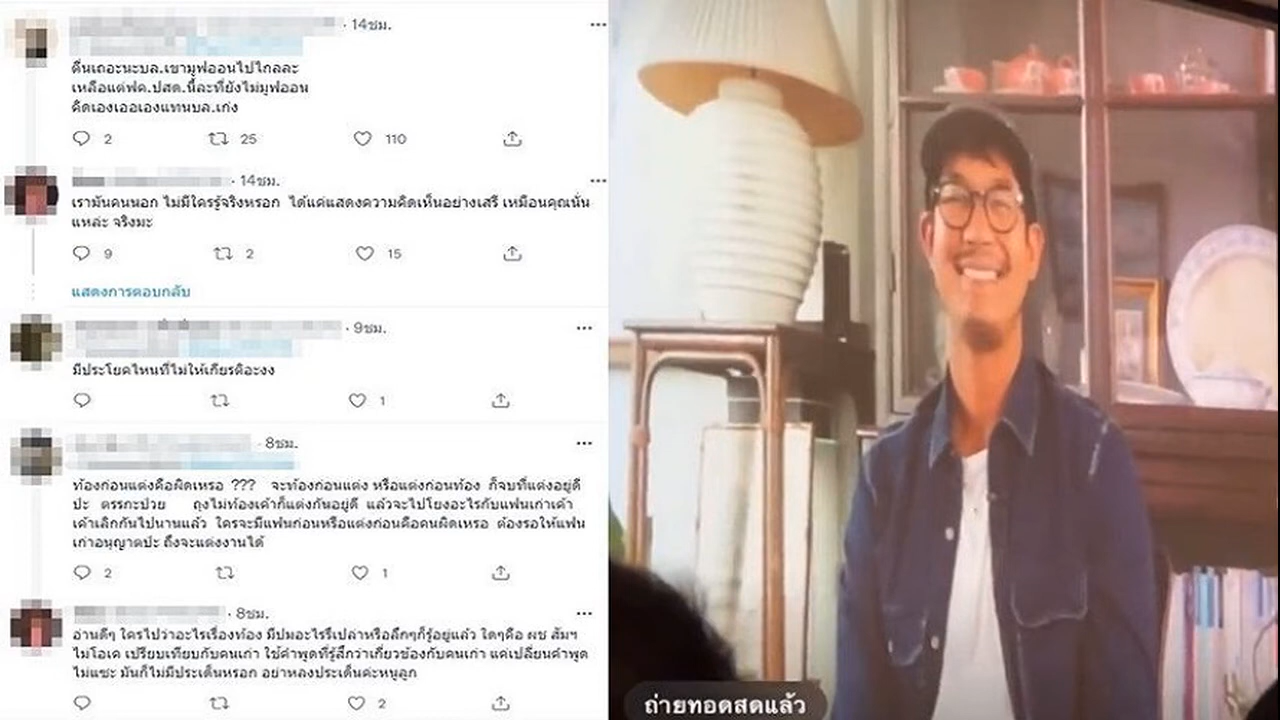 · 14ชม.
ตื่นเถอะนะบล.เขามูฟออนไปไกลละ
เหลือแต่ฟค.ปสด.นี้ละที่ยังไม่มูฟออน
คิดเองเออเองแทนบล.เก่ง
2 25 110
· 14ชม.
เรามันคนนอก ไม่มีใครรู้จริงหรอก ได้แค่แสดงความคิดเห็นอย่างเสรี เหมือนคุณนั่น
แหล่ะ จริงมะ
9 2 15
แสดงการตอบกลับ
· 9ชม.
มีประโยคไหนที่ไม่ให้เกียรติอะงง
1
· 8ชม.
ท้องก่อนแต่งคือผิดเหรอ ??? จะท้องก่อนแต่ง หรือแต่งก่อนท้อง ก็จบที่แต่งอยู่ดี
ปะ ตรรกะป่วย ถุงไม่ท้องเค้าก็แต่งกันอยู่ดี แล้วจะไปโยงอะไรกับแฟนเก่าเค้า
เค้าเลิกกันไปนานแล้ว ใครจะมีแฟนก่อนหรือแต่งก่อนคือคนผิดเหรอ ต้องรอให้แฟน
เก่าอนุญาตปะ ถึงจะแต่งงานได้
2 1
· 8ชม.
อ่านดีๆ ใครไปว่าอะไรเรื่องท้อง มีปมอะไรรึเปล่าหรือลึกๆก็รู้อยู่แล้ว ใดๆคือ ผช สัมฯ
ไม่โอเค เปรียบเทียบกับคนเก่า ใช้คำพูดที่รู้สึกว่าเกี่ยวข้องกับคนเก่า แค่เปลี่ยนคำพูด
ไม่แซะ มันก็ไม่มีประเด็นหรอก อย่าหลงประเด็นค่ะหนูลูก
2
ถ่ายทอดสดแล้ว